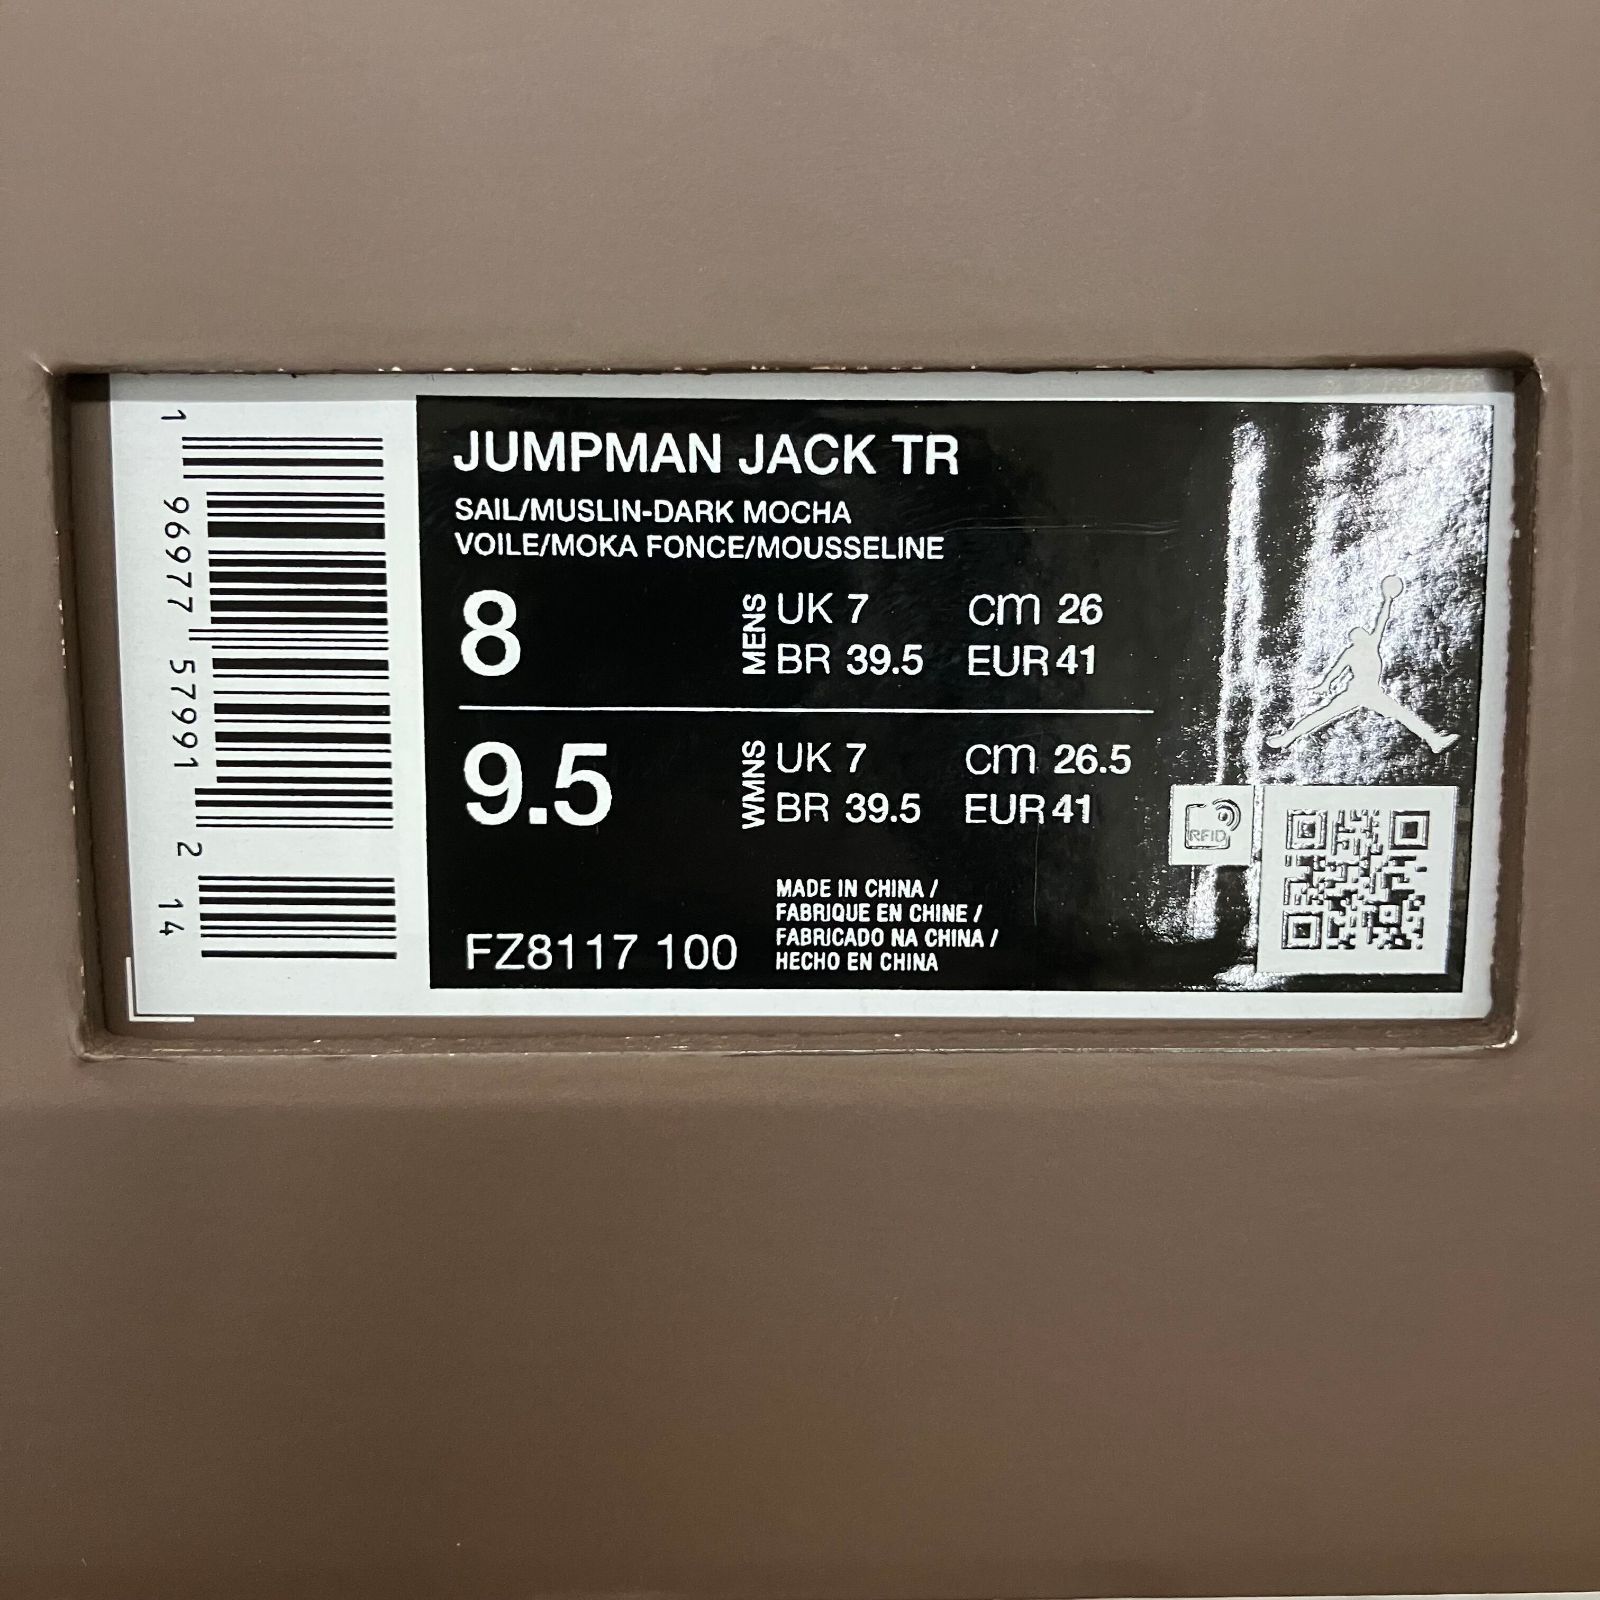 1 96977 57991 2 14
JUMPMAN JACK TR
SAIL/MUSLIN-DARK MOCHA
VOILE/MOKA FONCE/MOUSSELINE
8 MENS UK 7 cm 26
BR 39.5 EUR 41
9.5 WMNS UK 7 cm 26.5
BR 39.5 EUR 41
RFID
MADE IN CHINA /
FABRIQUE EN CHINE /
FABRICADO NA CHINA /
HECHO EN CHINA
FZ8117 100